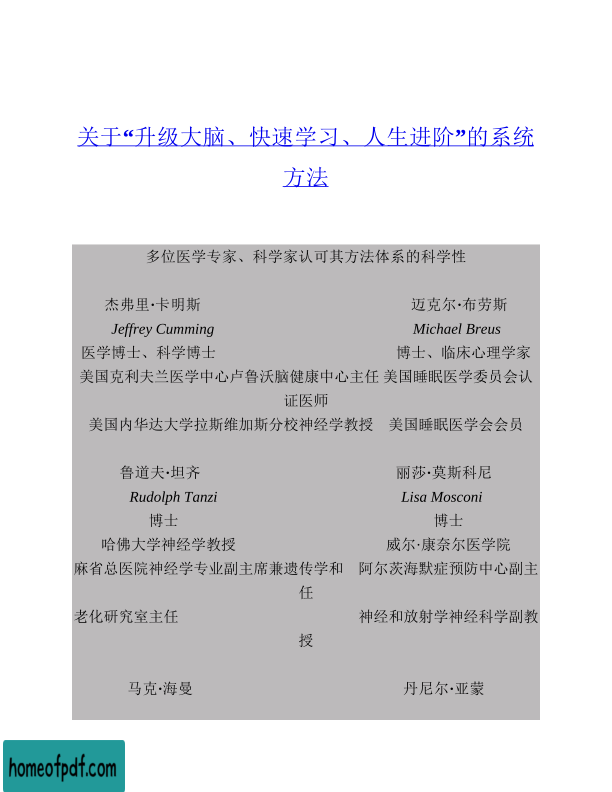 关于“升级大脑、快速学习、人生进阶”的系统
方法
多位医学专家、科学家认可其方法体系的科学性
杰弗里·卡明斯 迈克尔·布劳斯
Jeffrey Cumming Michael Breus
医学博士、科学博士 博士、临床心理学家
美国克利夫兰医学中心卢鲁沃脑健康中心主任 美国睡眠医学委员会认
证医师
美国内华达大学拉斯维加斯分校神经学教授 美国睡眠医学会会员
鲁道夫·坦齐 丽莎·莫斯科尼
Rudolph Tanzi Lisa Mosconi
博士 博士
哈佛大学神经学教授 威尔·康奈尔医学院
麻省总医院神经学专业副主席兼遗传学和 阿尔茨海默症预防中心副主
任
老化研究室主任 神经和放射学神经科学副教
授
马克·海曼 丹尼尔·亚蒙
homeofpdf.com